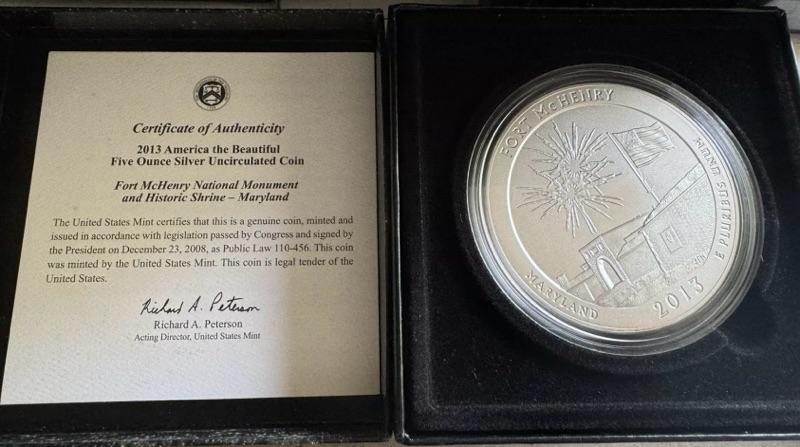 Certificate of Authenticity
2013 America the Beautiful
Five Ounce Silver Uncirculated Coin
Fort McHenry National Monument
and Historic Shrine – Maryland
The United States Mint certifies that this is a genuine coin, minted and
issued in accordance with legislation passed by Congress and signed by
the President on December 23, 2008, as Public Law 110-456. This coin
was minted by the United States Mint. This coin is legal tender of the
United States.
Richard A. Peterson
Richard A. Peterson
Acting Director, United States Mint
FORT McHENRY
MARYLAND
2013
E PLURIBUS UNUM